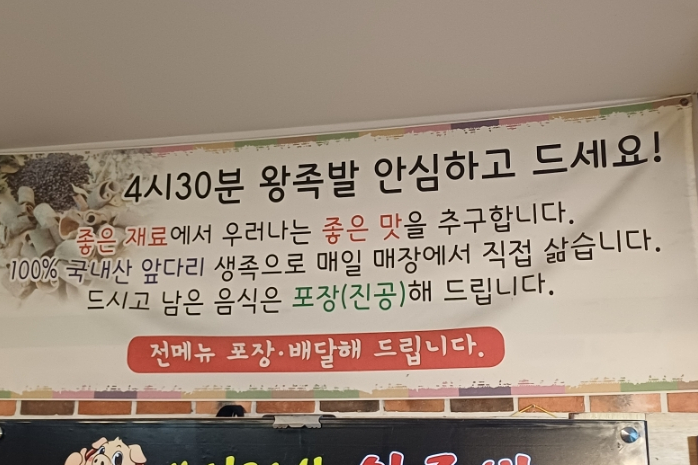 4시30분 왕족발 안심하고 드세요!
좋은 재료에서 우러나는 좋은 맛을 추구합니다.
100% 국내산 앞다리 생족으로 매일 매장에서 직접 삶습니다.
드시고 남은 음식은 포장(진공)해 드립니다.
전메뉴 포장·배달해 드립니다.